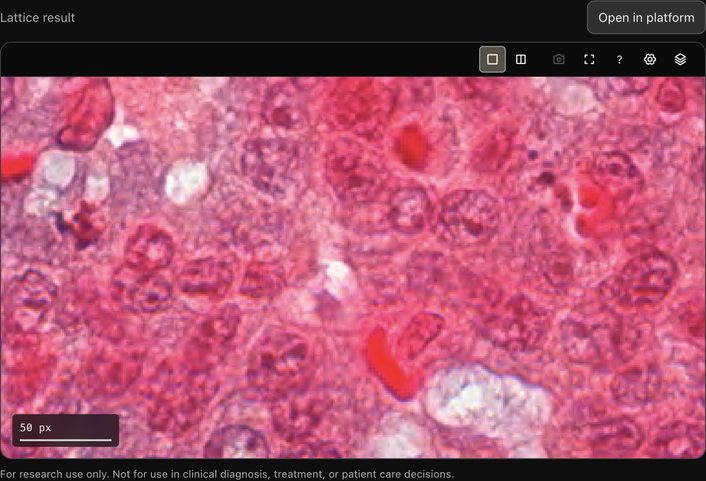 Lattice result
Open in platform
?
50 px
For research use only. Not for use in clinical diagnosis, treatment, or patient care decisions.